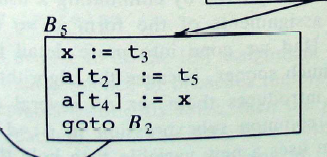 B₅
x := t₃
a[t₂] := t₅
a[t₄] := x
goto B₂